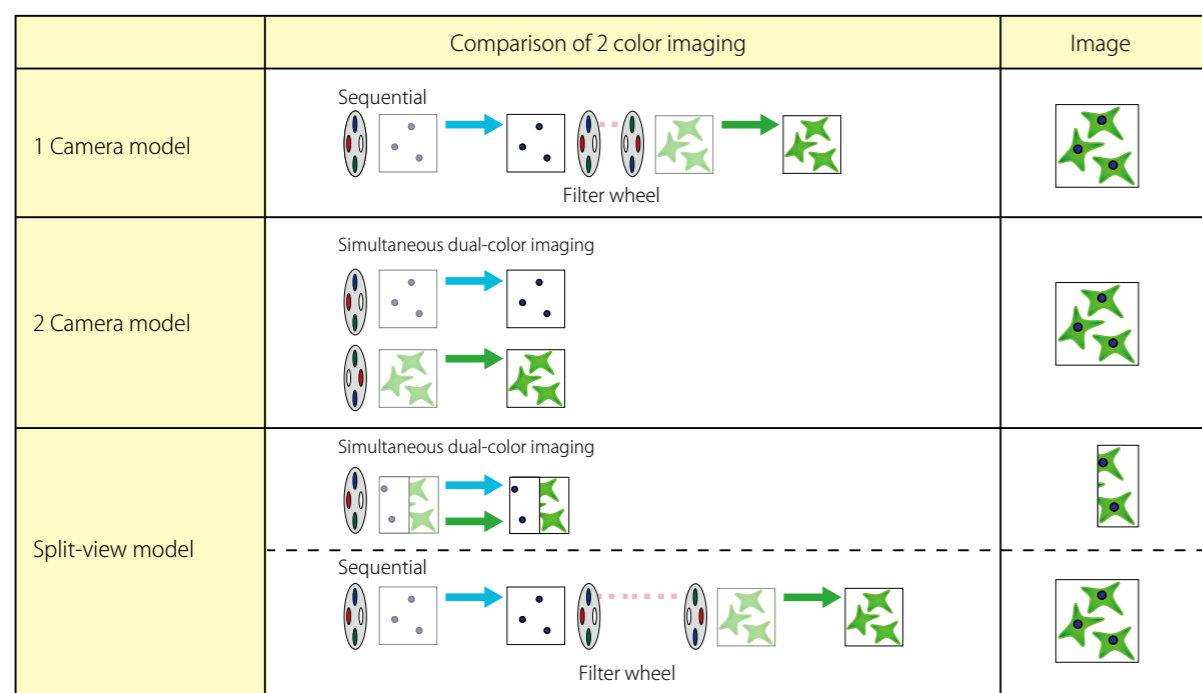 Comparison of 2 color imaging
Image
1 Camera model
Sequential
Filter wheel
2 Camera model
Simultaneous dual-color imaging
Split-view model
Simultaneous dual-color imaging
Sequential
Filter wheel